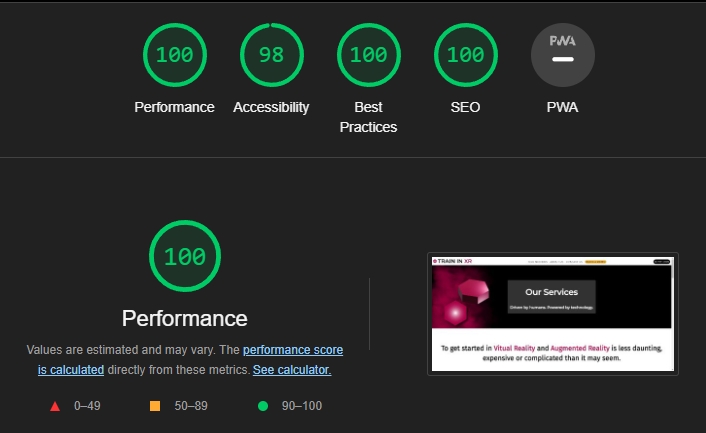 100
98
100
100
PWA
Performance
Accessibility
Best
Practices
SEO
PWA
100
Performance
Values are estimated and may vary. The performance score
is calculated directly from these metrics. See calculator.
0–49
50–89
90–100
TRAIN IN XR
Our Services
Driven by humans. Powered by technology.
To get started in Vitual Reality and Augmented Reality is less daunting,
expensive or complicated than it may seem.